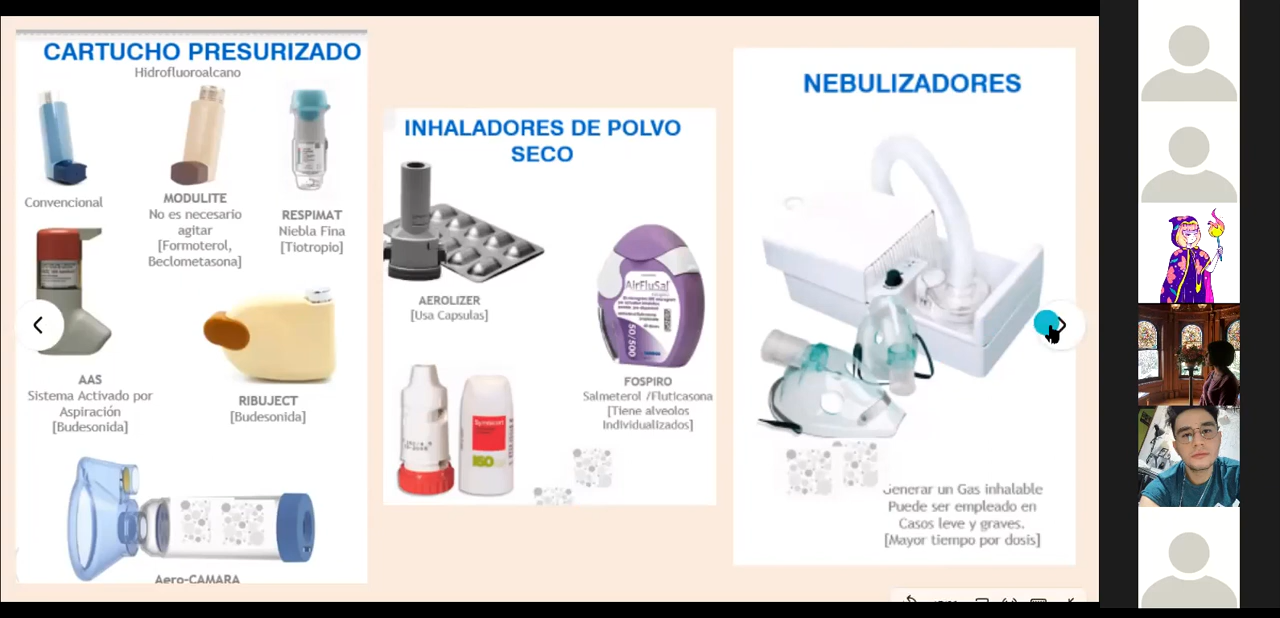 CARTUCHO PRESURIZADO
Hidrofluoroalcano
Convencional
MODULITE
No es necesario
agitar
[Formoterol,
Beclometasona]
RESPIMAT
Niebla Fina
[Tiotropio]
AAS
Sistema Activado por
Aspiración
[Budesonida]
RIBUJECT
[Budesonida]
Aero-CAMARA
INHALADORES DE POLVO
SECO
AEROLIZER
[Usa Capsulas]
AirFluSal
50/500
FOSPIRO
Salmeterol /Fluticasona
[Tiene alveolos
Individualizados]
160
NEBULIZADORES
Generar un Gas inhalable
Puede ser empleado en
Casos leve y graves.
[Mayor tiempo por dosis]